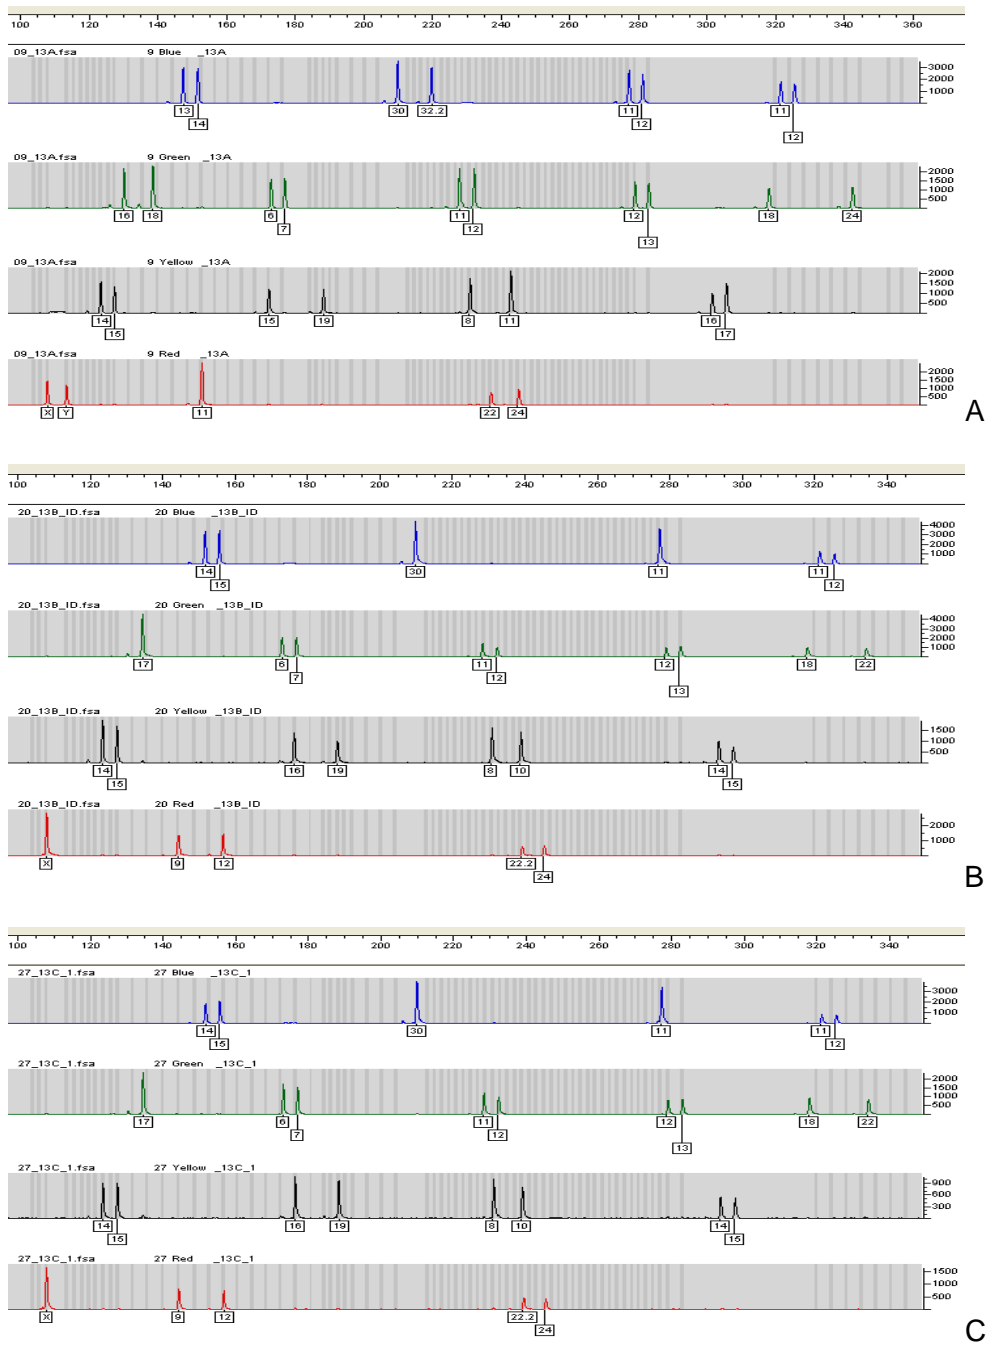 100 120 140 160 180 200 220 240 260 280 300 320 340 360
09_13A.fsa 9 Blue _13A
3000
2000
1000
13 30 32.2 11 11
14 12 12
09_13A.fsa 9 Green _13A
2000
1500
1000
500
16 18 6 11 12 18 24
7 12 13
09_13A.fsa 9 Yellow _13A
2000
1500
1000
500
14 15 19 8 11 16
15 17
09_13A.fsa 9 Red _13A
2000
1500
1000
500
X Y 11 22 24
A
100 120 140 160 180 200 220 240 260 280 300 320 340
20_13B_ID.fsa 20 Blue _13B_ID
4000
3000
2000
1000
14 30 11 11
15 12
20_13B_ID.fsa 20 Green _13B_ID
4000
3000
2000
1000
17 6 11 12 18 22
7 12 13
20_13B_ID.fsa 20 Yellow _13B_ID
1500
1000
500
14 16 19 8 10 14
15 15
20_13B_ID.fsa 20 Red _13B_ID
2000
1000
X 9 12 22.2
24
B
100 120 140 160 180 200 220 240 260 280 300 320 340
27_13C_1.fsa 27 Blue _13C_1
3000
2000
1000
14 30 11 11
15 12
27_13C_1.fsa 27 Green _13C_1
2000
1500
1000
500
17 6 11 12 18 22
7 12 13
27_13C_1.fsa 27 Yellow _13C_1
900
600
300
14 16 19 8 10 14
15 15
27_13C_1.fsa 27 Red _13C_1
1500
1000
500
X 9 12 22.2
24
C